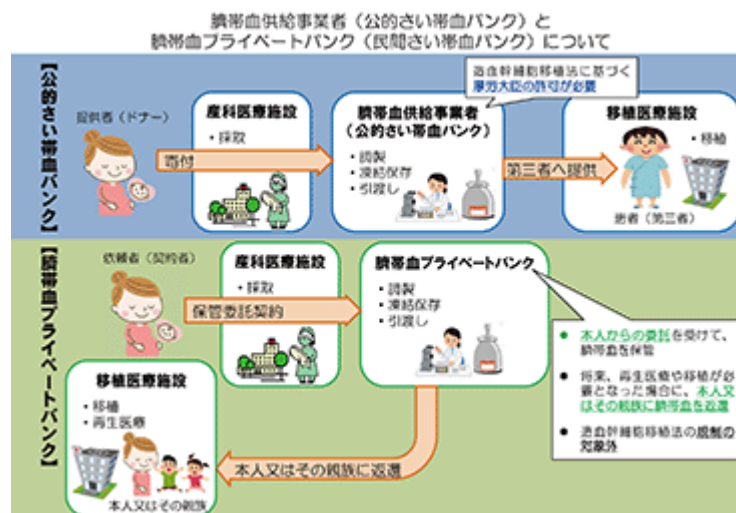 臍帯血供給事業者（公的さい帯血バンク）と
臍帯血プライベートバンク（民間さい帯血バンク）について
【公的さい帯血バンク】
提供者（ドナー）
寄付
産科医療施設
・採取
臍帯血供給事業者
（公的さい帯血バンク）
・調製
・凍結保存
・引渡し
造血幹細胞移植法に基づく
厚労大臣の許可が必要
第三者へ提供
移植医療施設
・移植
患者（第三者）
【臍帯血プライベートバンク】
依頼者（契約者）
保管委託契約
産科医療施設
・採取
臍帯血プライベートバンク
・調製
・凍結保存
・引渡し
● 本人からの委託を受けて、
臍帯血を保管
● 将来、再生医療や移植が必
要となった場合に、本人又
はその親族に臍帯血を返還
● 造血幹細胞移植法の規制の
対象外
本人又はその親族に返還
移植医療施設
・移植
・再生医療
本人又はその親族